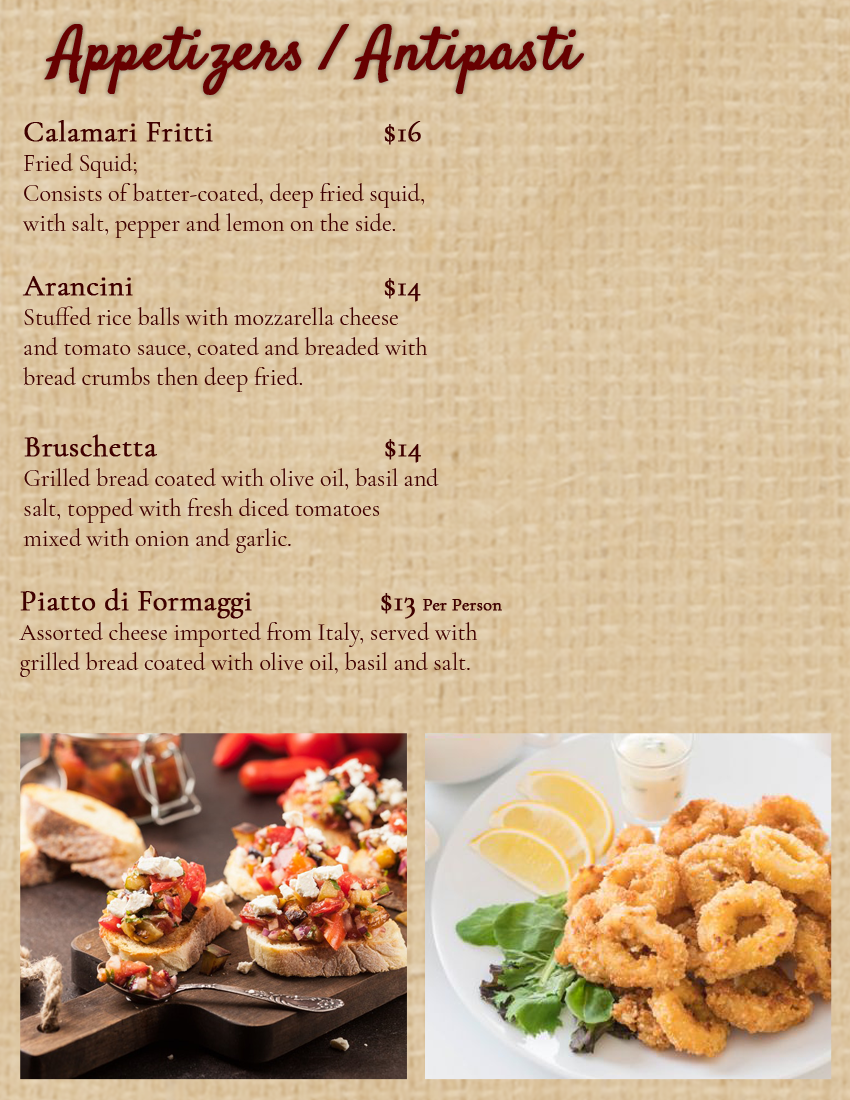 Appetizers / Antipasti
Calamari Fritti $16
Fried Squid;
Consists of batter-coated, deep fried squid,
with salt, pepper and lemon on the side.
Arancini $14
Stuffed rice balls with mozzarella cheese
and tomato sauce, coated and breaded with
bread crumbs then deep fried.
Bruschetta $14
Grilled bread coated with olive oil, basil and
salt, topped with fresh diced tomatoes
mixed with onion and garlic.
Piatto di Formaggi $13 Per Person
Assorted cheese imported from Italy, served with
grilled bread coated with olive oil, basil and salt.